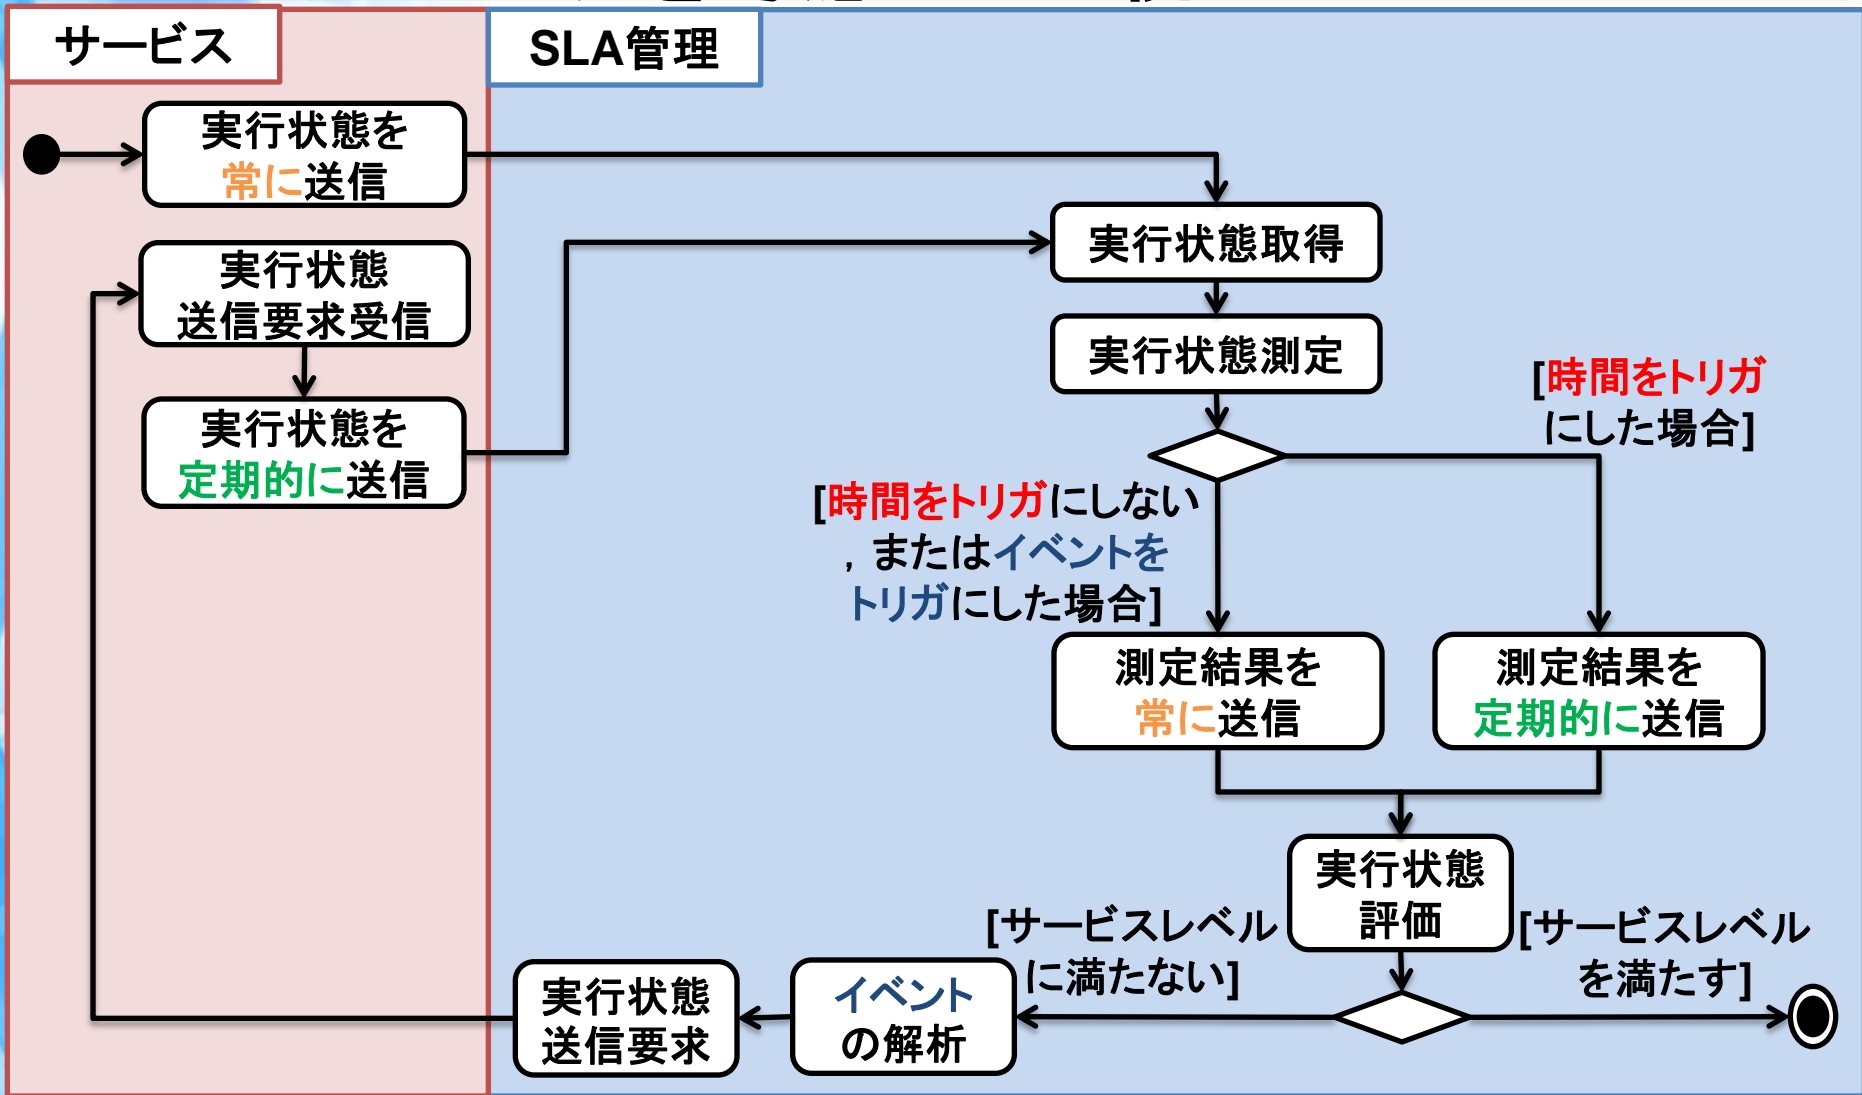 サービス
SLA管理
実行状態を
常に送信
実行状態
送信要求受信
実行状態を
定期的に送信
実行状態取得
実行状態測定
[時間をトリガ
にした場合]
[時間をトリガにしない
，またはイベントを
トリガにした場合]
測定結果を
常に送信
測定結果を
定期的に送信
実行状態
評価
[サービスレベル
に満たない]
[サービスレベル
を満たす]
イベント
の解析
実行状態
送信要求